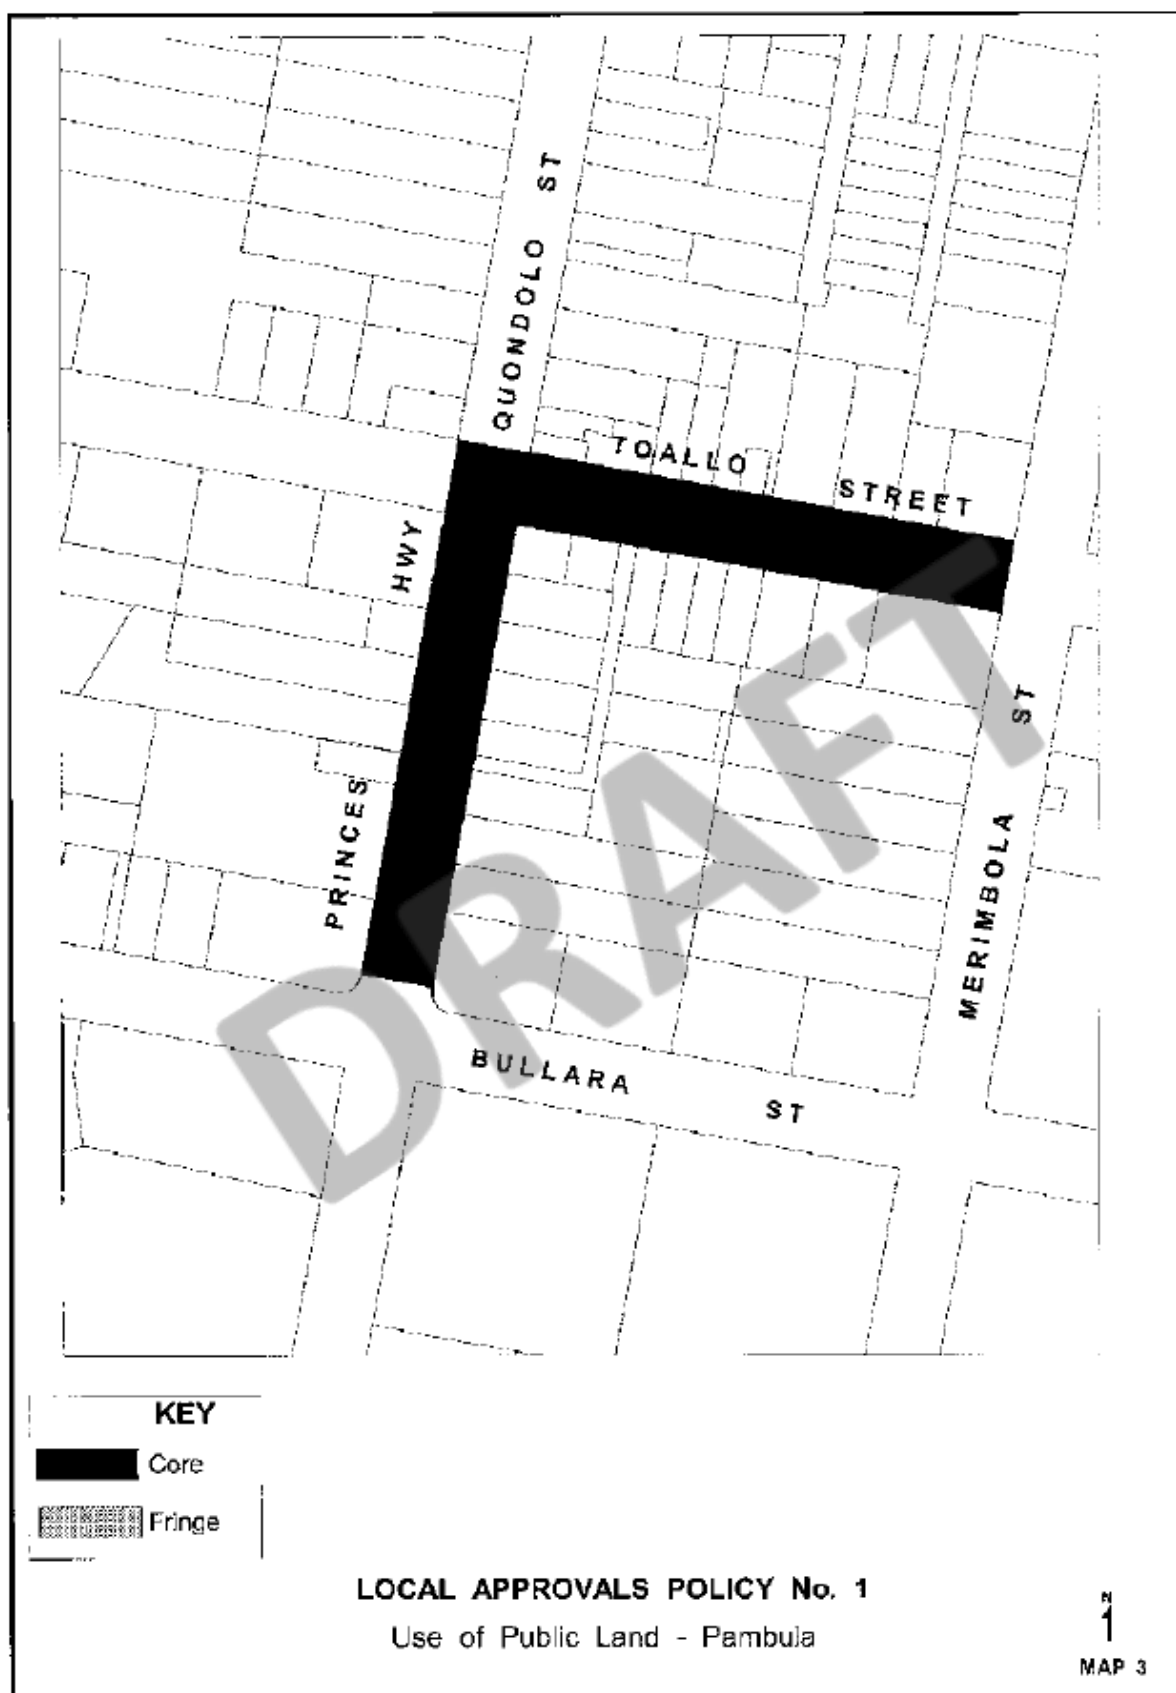 QUONDOLO ST
TOALLO STREET
PRINCES HWY
MERIMBOLA ST
BULLARA ST
DRAFT
KEY
Core
Fringe
LOCAL APPROVALS POLICY No. 1
Use of Public Land - Pambula
N
MAP 3